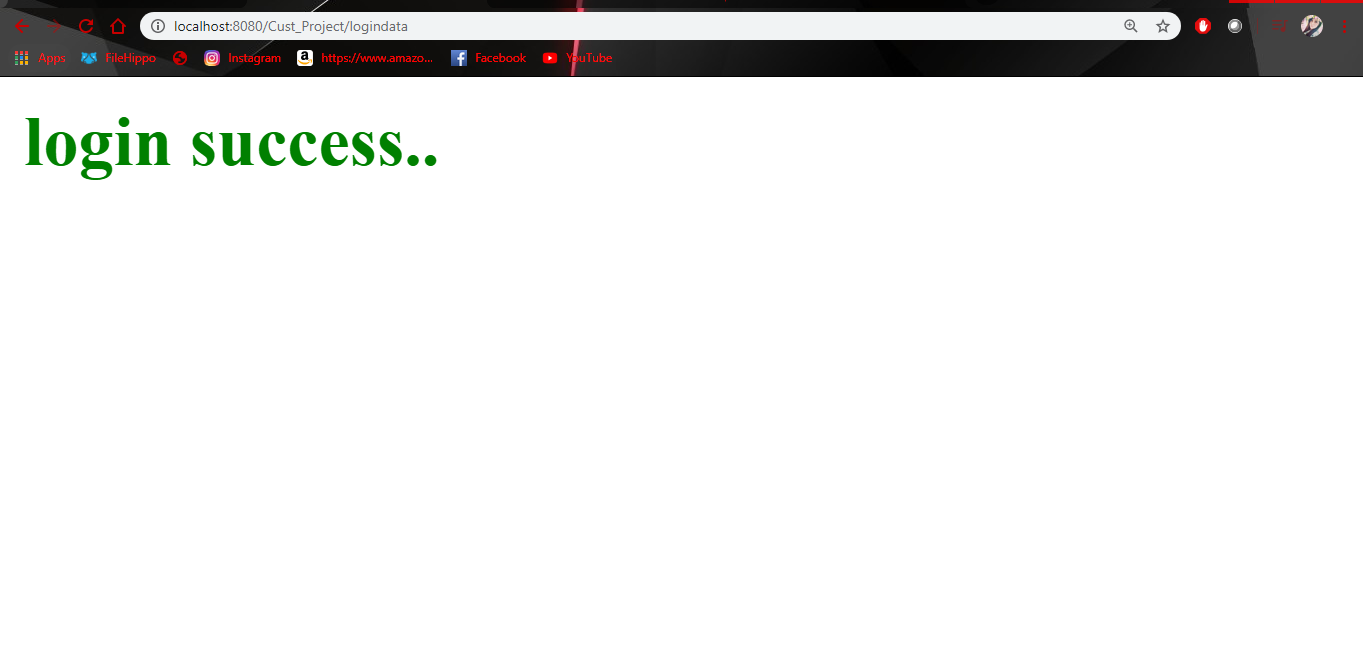 localhost:8080/Cust_Project/logindata
Apps FileHippo Instagram https://www.amazo... Facebook YouTube
login success..